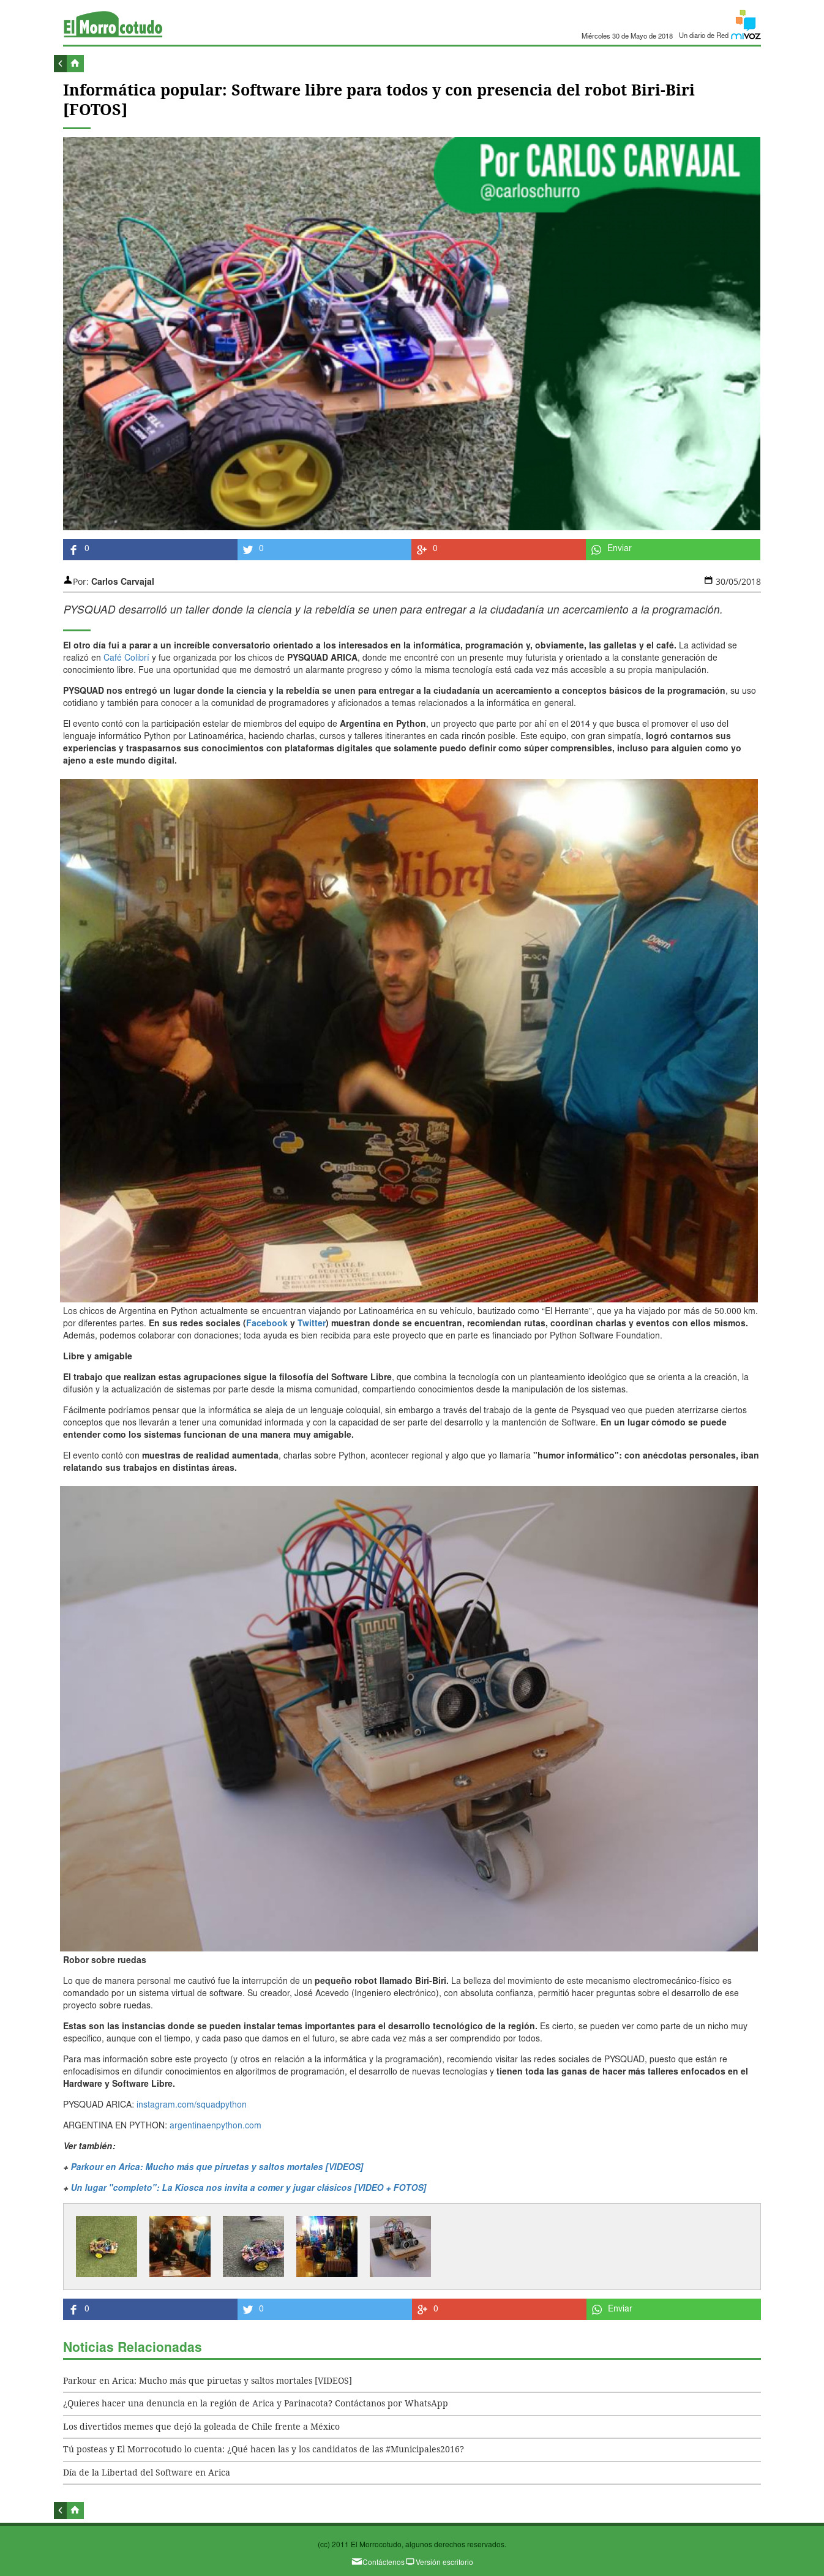 El Morrocotudo
Miércoles 30 de Mayo de 2018 Un diario de Red mivoz
Informática popular: Software libre para todos y con presencia del robot Biri-Biri
[FOTOS]
Por CARLOS CARVAJAL
@carloschurro
SONY
0 0 0 Enviar
Por: Carlos Carvajal 30/05/2018
PYSQUAD desarrolló un taller donde la ciencia y la rebeldía se unen para entregar a la ciudadanía un acercamiento a la programación.
El otro día fui a parar a un increíble conversatorio orientado a los interesados en la informática, programación y, obviamente, las galletas y el café. La actividad se
realizó en Café Colibrí y fue organizada por los chicos de PYSQUAD ARICA, donde me encontré con un presente muy futurista y orientado a la constante generación de
conocimiento libre. Fue una oportunidad que me demostró un alarmante progreso y cómo la misma tecnología está cada vez más accesible a su propia manipulación.
PYSQUAD nos entregó un lugar donde la ciencia y la rebeldía se unen para entregar a la ciudadanía un acercamiento a conceptos básicos de la programación, su uso
cotidiano y también para conocer a la comunidad de programadores y aficionados a temas relacionados a la informática en general.
El evento contó con la participación estelar de miembros del equipo de Argentina en Python, un proyecto que parte por ahí en el 2014 y que busca el promover el uso del
lenguaje informático Python por Latinoamérica, haciendo charlas, cursos y talleres itinerantes en cada rincón posible. Este equipo, con gran simpatía, logró contarnos sus
experiencias y traspasarnos sus conocimientos con plataformas digitales que solamente puedo definir como súper comprensibles, incluso para alguien como yo
ajeno a este mundo digital.
Los chicos de Argentina en Python actualmente se encuentran viajando por Latinoamérica en su vehículo, bautizado como “El Herrante”, que ya ha viajado por más de 50.000 km.
por diferentes partes. En sus redes sociales (Facebook y Twitter) muestran donde se encuentran, recomiendan rutas, coordinan charlas y eventos con ellos mismos.
Además, podemos colaborar con donaciones; toda ayuda es bien recibida para este proyecto que en parte es financiado por Python Software Foundation.
Libre y amigable
El trabajo que realizan estas agrupaciones sigue la filosofía del Software Libre, que combina la tecnología con un planteamiento ideológico que se orienta a la creación, la
difusión y la actualización de sistemas por parte desde la misma comunidad, compartiendo conocimientos desde la manipulación de los sistemas.
Fácilmente podríamos pensar que la informática se aleja de un lenguaje coloquial, sin embargo a través del trabajo de la gente de Psysquad veo que pueden aterrizarse ciertos
conceptos que nos llevarán a tener una comunidad informada y con la capacidad de ser parte del desarrollo y la mantención de Software. En un lugar cómodo se puede
entender como los sistemas funcionan de una manera muy amigable.
El evento contó con muestras de realidad aumentada, charlas sobre Python, acontecer regional y algo que yo llamaría "humor informático": con anécdotas personales, iban
relatando sus trabajos en distintas áreas.
Robor sobre ruedas
Lo que de manera personal me cautivó fue la interrupción de un pequeño robot llamado Biri-Biri. La belleza del movimiento de este mecanismo electromecánico-físico es
comandado por un sistema virtual de software. Su creador, José Acevedo (Ingeniero electrónico), con absoluta confianza, permitió hacer preguntas sobre el desarrollo de ese
proyecto sobre ruedas.
Estas son las instancias donde se pueden instalar temas importantes para el desarrollo tecnológico de la región. Es cierto, se pueden ver como parte de un nicho muy
especifico, aunque con el tiempo, y cada paso que damos en el futuro, se abre cada vez más a ser comprendido por todos.
Para mas información sobre este proyecto (y otros en relación a la informática y la programación), recomiendo visitar las redes sociales de PYSQUAD, puesto que están re
enfocadísimos en difundir conocimientos en algoritmos de programación, el desarrollo de nuevas tecnologías y tienen toda las ganas de hacer más talleres enfocados en el
Hardware y Software Libre.
PYSQUAD ARICA: instagram.com/squadpython
ARGENTINA EN PYTHON: argentinaenpython.com
Ver también:
+ Parkour en Arica: Mucho más que piruetas y saltos mortales [VIDEOS]
+ Un lugar "completo": La Kiosca nos invita a comer y jugar clásicos [VIDEO + FOTOS]
0 0 0 Enviar
Noticias Relacionadas
Parkour en Arica: Mucho más que piruetas y saltos mortales [VIDEOS]
¿Quieres hacer una denuncia en la región de Arica y Parinacota? Contáctanos por WhatsApp
Los divertidos memes que dejó la goleada de Chile frente a México
Tú posteas y El Morrocotudo lo cuenta: ¿Qué hacen las y los candidatos de las #Municipales2016?
Día de la Libertad del Software en Arica
(cc) 2011 El Morrocotudo, algunos derechos reservados.
Contáctenos Versión escritorio